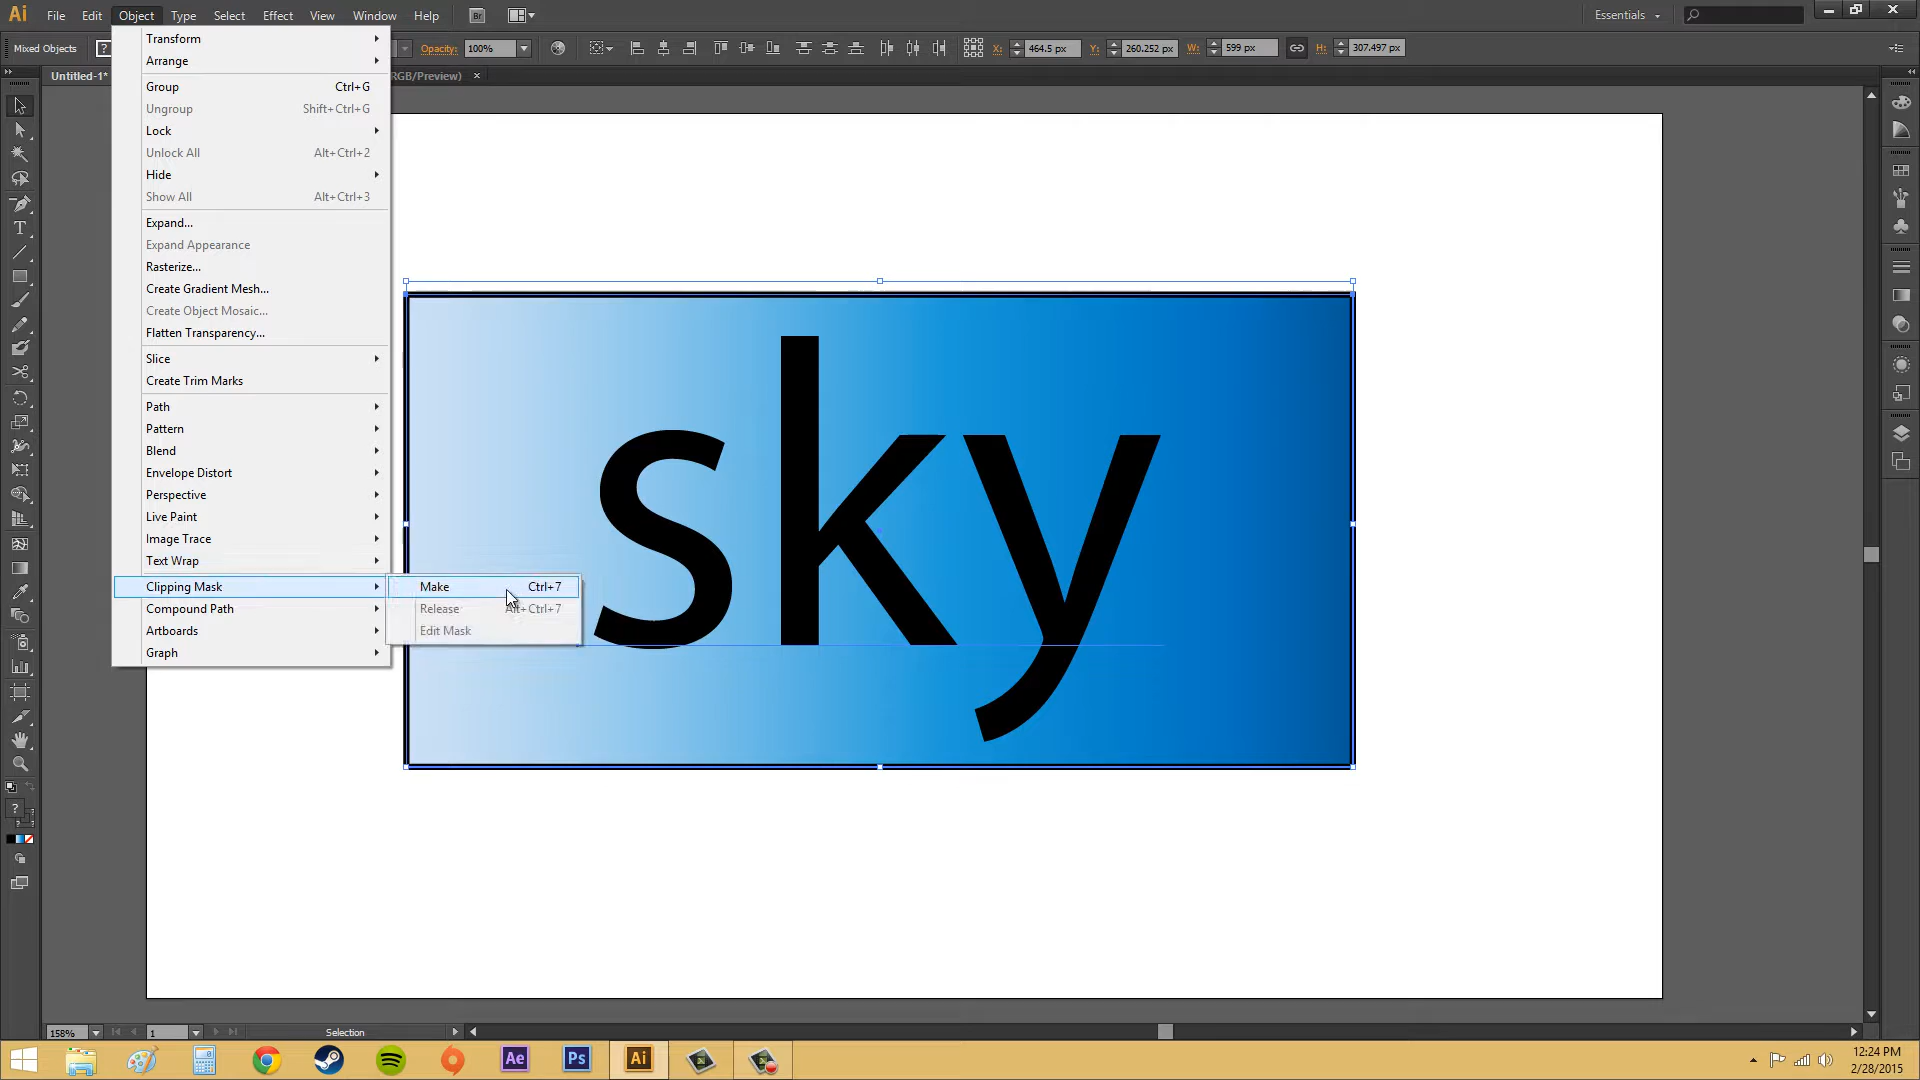 Ai File Edit Object Type Select Effect View Window Help Br Essentials
Mixed Objects ? Opacity: 100% X: 464.5 px Y: 260.252 px W: 599 px H: 307.497 px
Untitled-1* RGB/Preview) ×
Transform
Arrange
Group Ctrl+G
Ungroup Shift+Ctrl+G
Lock
Unlock All Alt+Ctrl+2
Hide
Show All Alt+Ctrl+3
Expand...
Expand Appearance
Rasterize...
Create Gradient Mesh...
Create Object Mosaic...
Flatten Transparency...
Slice
Create Trim Marks
Path
Pattern
Blend
Envelope Distort
Perspective
Live Paint
Image Trace
Text Wrap
Clipping Mask
Compound Path
Artboards
Graph
Make Ctrl+7
Release Alt+Ctrl+7
Edit Mask
sky
T
?
158% 1 Selection
Ae Ps Ai
12:24 PM
2/28/2015